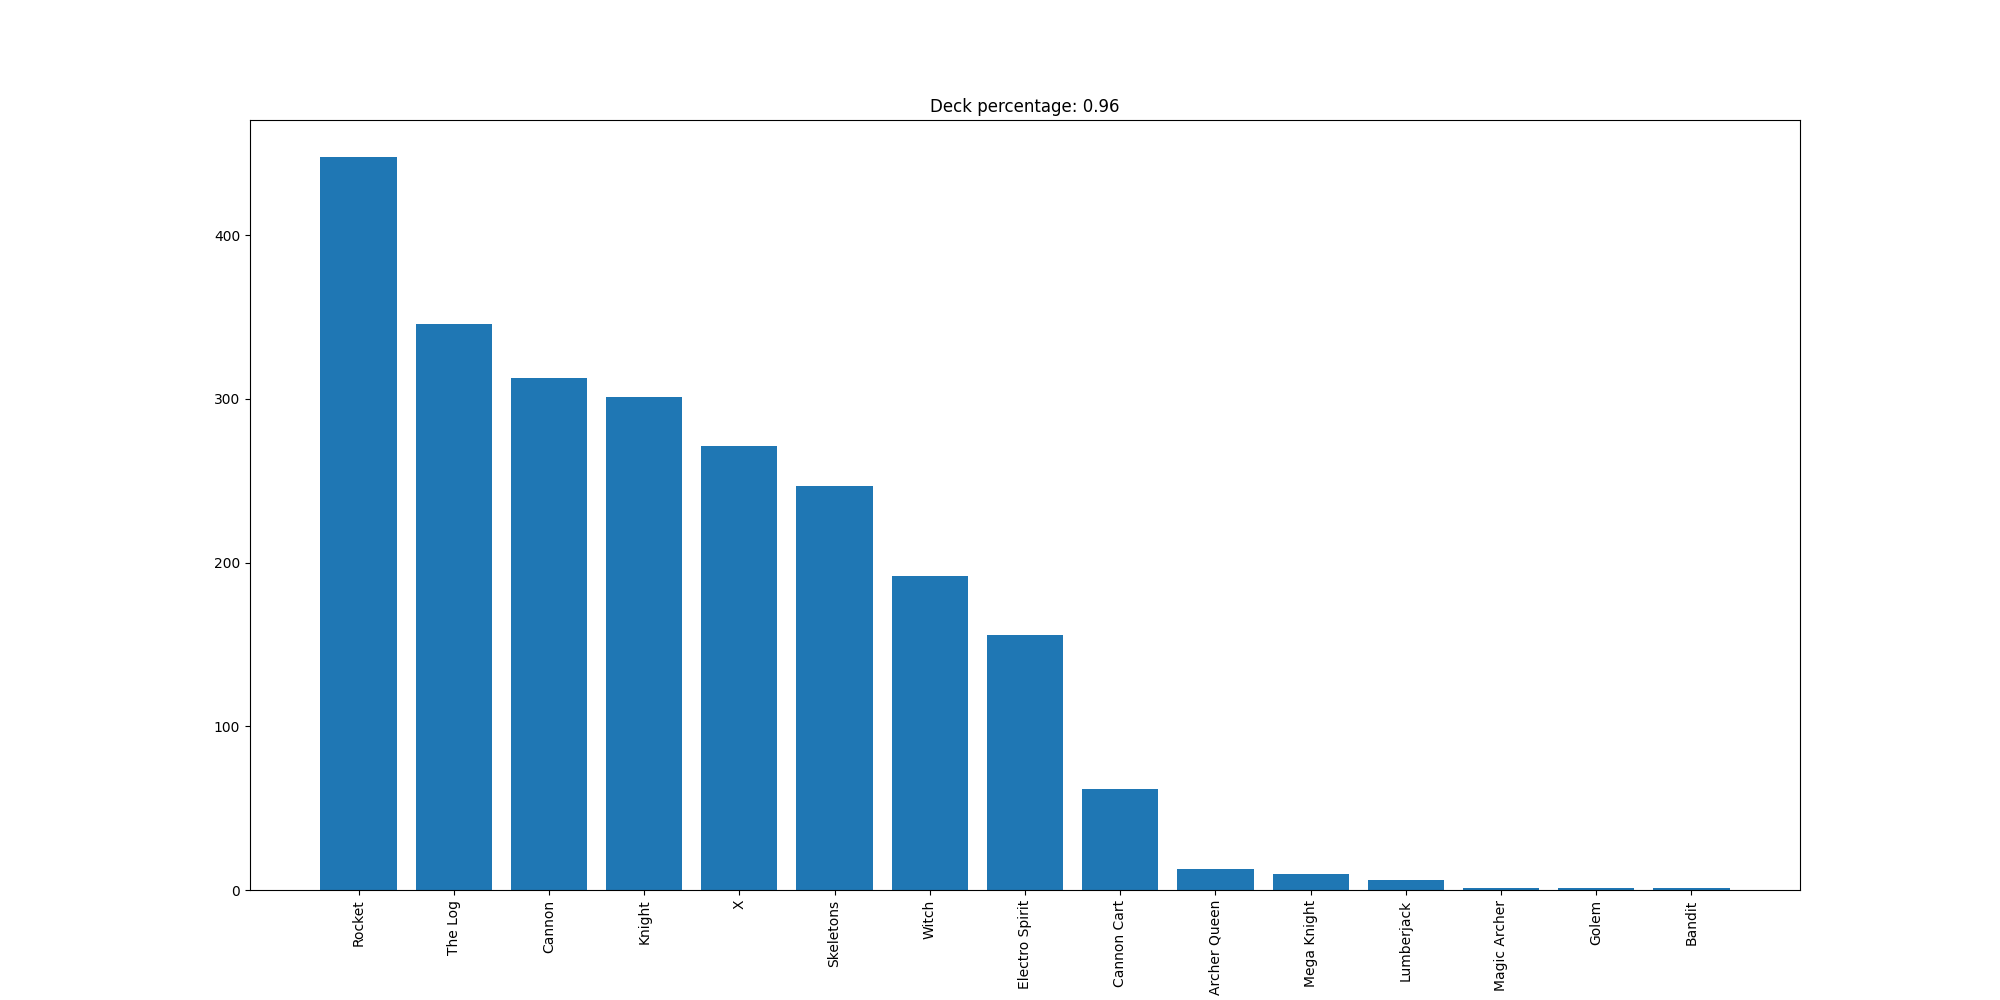 Deck percentage: 0.96
400
300
200
100
0
Rocket
The Log
Cannon
Knight
X
Skeletons
Witch
Electro Spirit
Cannon Cart
Archer Queen
Mega Knight
Lumberjack
Magic Archer
Golem
Bandit